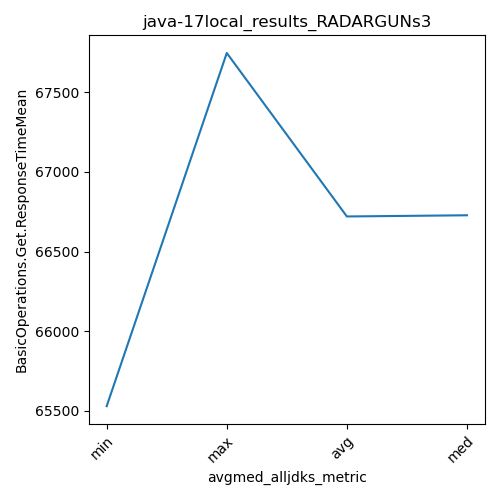 java-17local_results_RADARGUNs3
BasicOperations.Get.ResponseTimeMean
67500
67000
66500
66000
65500
min
max
avg
med
avgmed_alljdks_metric